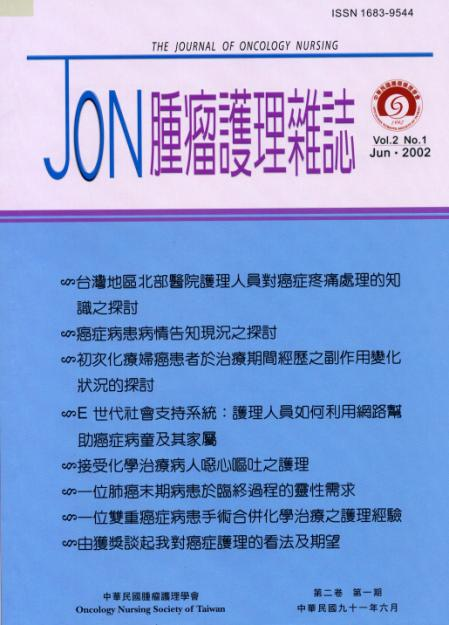 ISSN 1683-9544
THE JOURNAL OF ONCOLOGY NURSING
JON腫瘤護理雜誌
1992
Vol.2 No.1
Jun・2002
∽台灣地區北部醫院護理人員對癌症疼痛處理的知
識之探討
∽癌症病患病情告知現況之探討
∽初次化療婦癌患者於治療期間經歷之副作用變化
狀況的探討
∽E 世代社會支持系統：護理人員如何利用網路幫
助癌症病童及其家屬
∽接受化學治療病人噁心嘔吐之護理
∽一位肺癌末期病患於臨終過程的靈性需求
∽一位雙重癌症病患手術合併化學治療之護理經驗
∽由獲獎談起我對癌症護理的看法及期望
中華民國腫瘤護理學會
Oncology Nursing Society of Taiwan
第二卷 第一期
中華民國九十一年六月